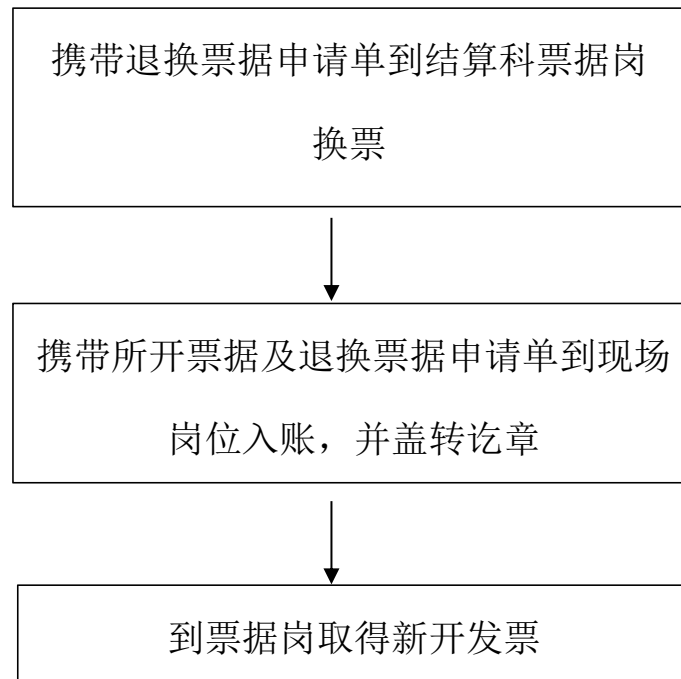 携带退换票据申请单到结算科票据岗
换票
携带所开票据及退换票据申请单到现场
岗位入账，并盖转讫章
到票据岗取得新开发票